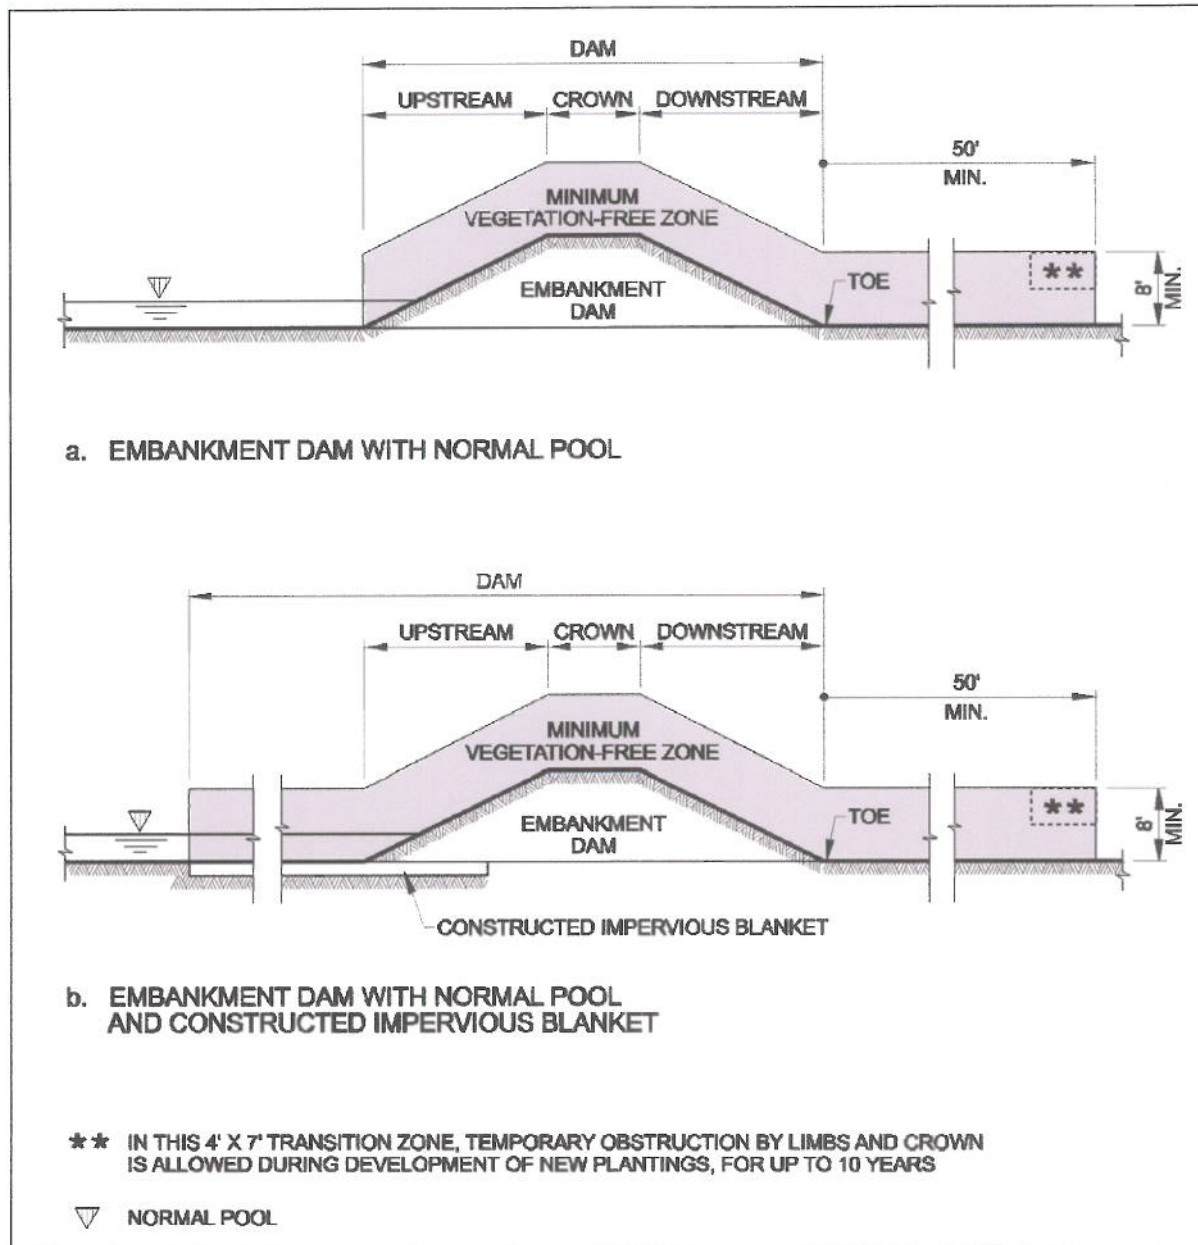 DAM
UPSTREAM CROWN DOWNSTREAM
50'
MIN.
MINIMUM
VEGETATION-FREE ZONE
**
8'
MIN.
TOE
EMBANKMENT
DAM
a. EMBANKMENT DAM WITH NORMAL POOL
DAM
UPSTREAM CROWN DOWNSTREAM
50'
MIN.
MINIMUM
VEGETATION-FREE ZONE
**
8'
MIN.
TOE
EMBANKMENT
DAM
CONSTRUCTED IMPERVIOUS BLANKET
b. EMBANKMENT DAM WITH NORMAL POOL
AND CONSTRUCTED IMPERVIOUS BLANKET
** IN THIS 4' X 7' TRANSITION ZONE, TEMPORARY OBSTRUCTION BY LIMBS AND CROWN
IS ALLOWED DURING DEVELOPMENT OF NEW PLANTINGS, FOR UP TO 10 YEARS
NORMAL POOL